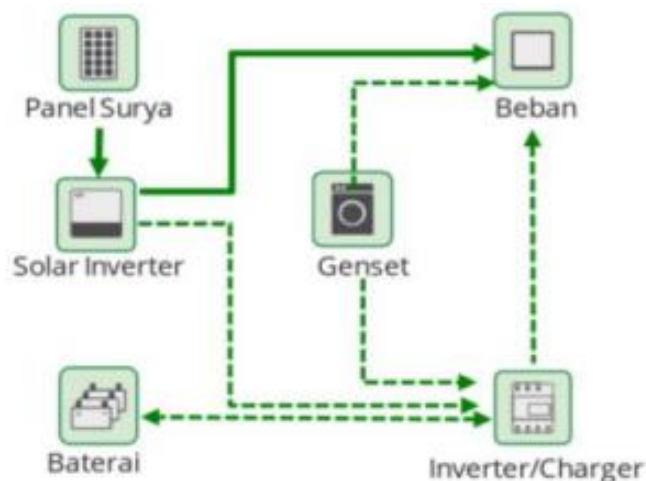 Panel Surya
Beban
Solar Inverter
Genset
Baterai
Inverter/Charger